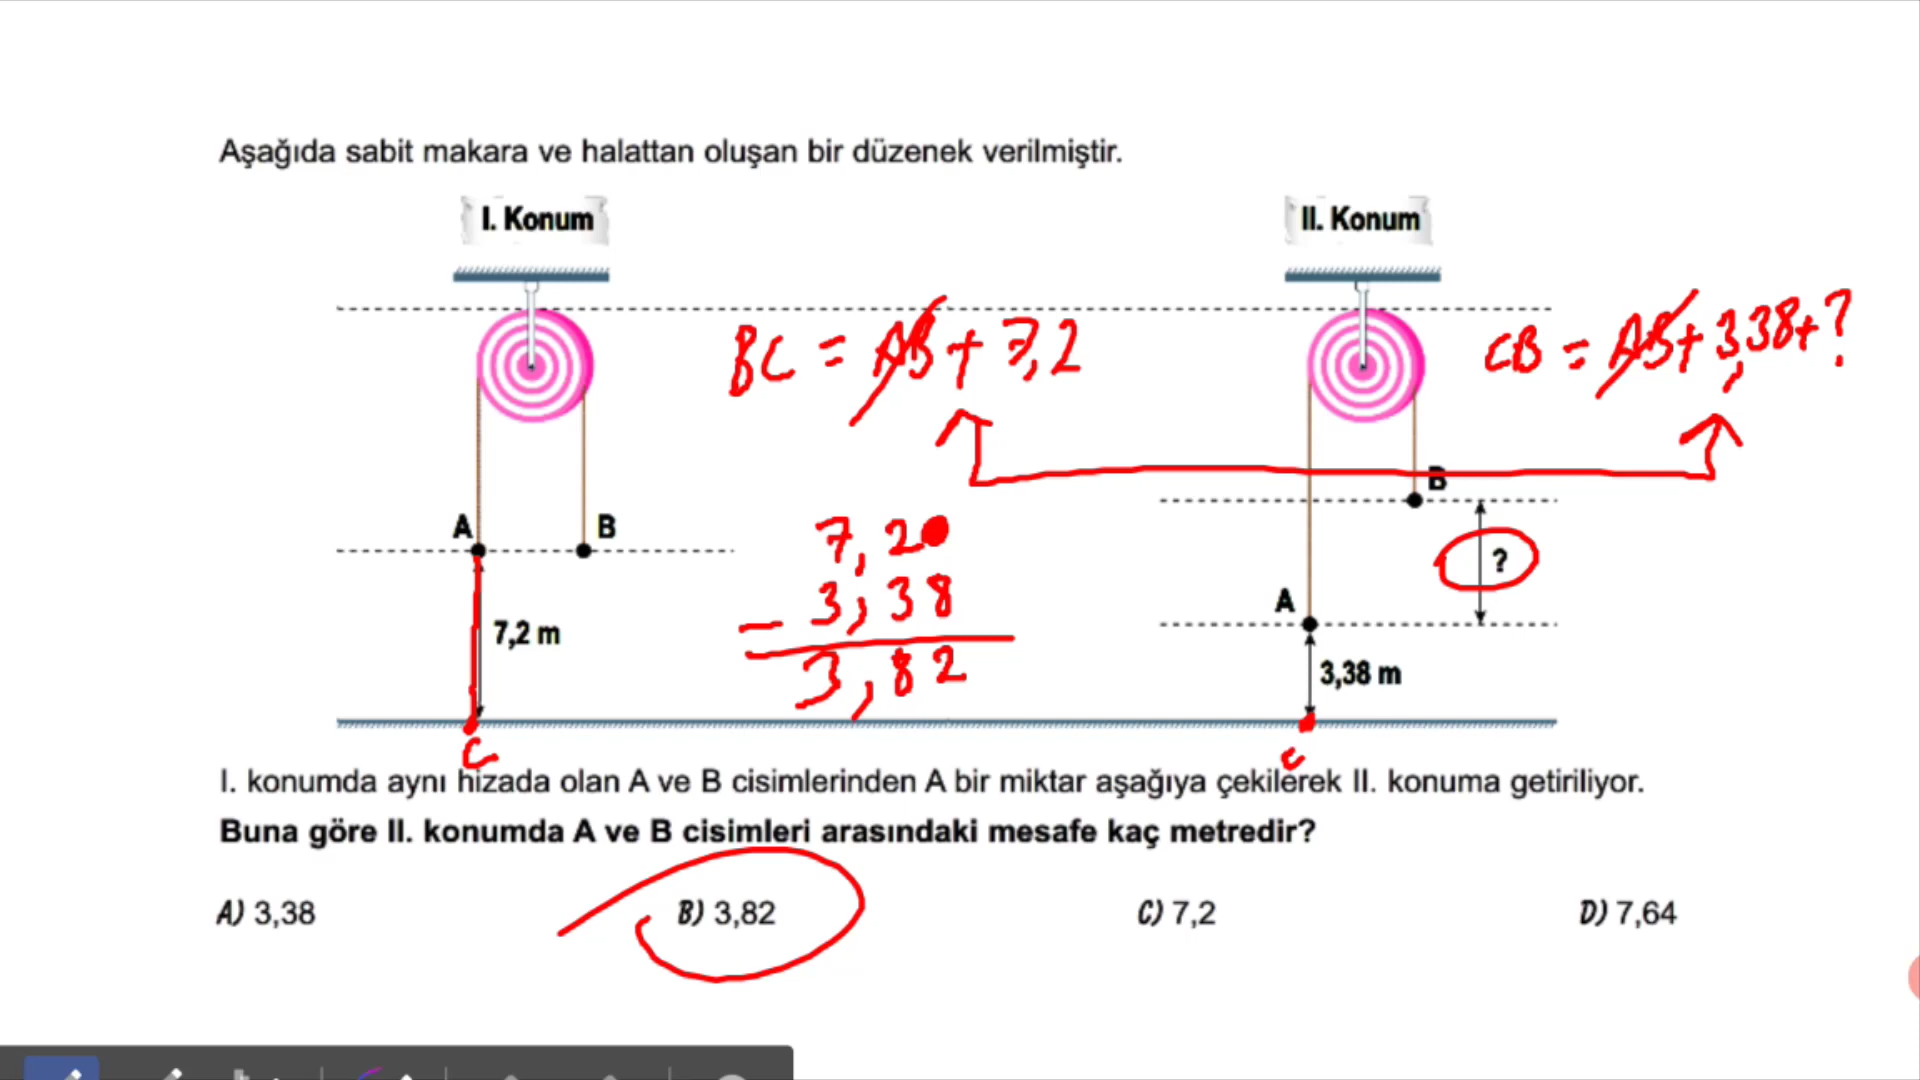 Aşağıda sabit makara ve halattan oluşan bir düzenek verilmiştir.
I. Konum
II. Konum
BC = AB + 7,2
CB = AB + 3,38 + ?
B
A
B
7,20
3,38
- 
3,82
?
A
7,2 m
3,38 m
C
c
I. konumda aynı hizada olan A ve B cisimlerinden A bir miktar aşağıya çekilerek II. konuma getiriliyor.
Buna göre II. konumda A ve B cisimleri arasındaki mesafe kaç metredir?
A) 3,38
B) 3,82
C) 7,2
D) 7,64